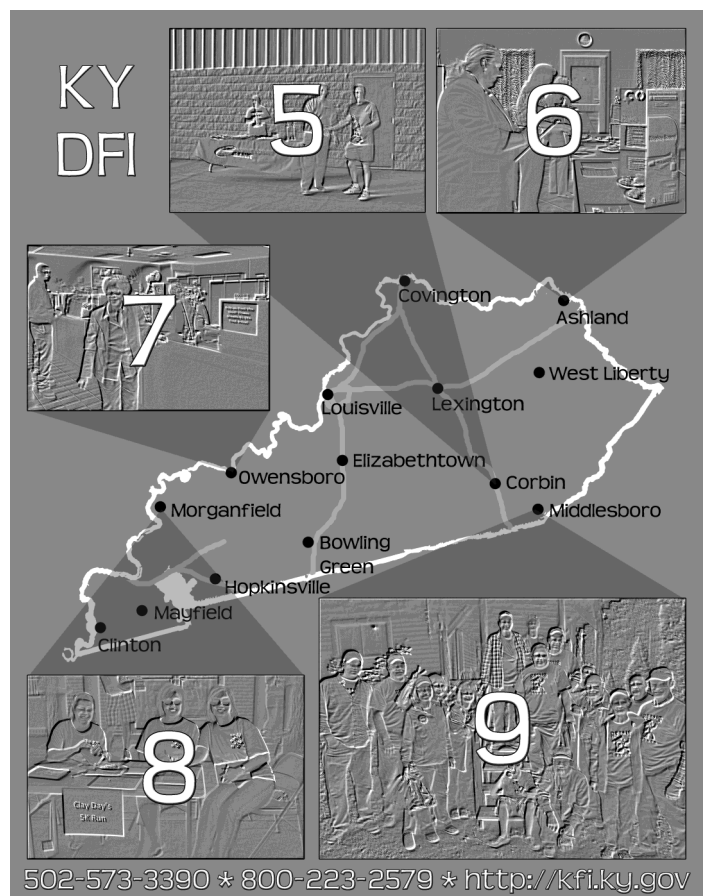 KY
DFI
5
6
7
Covington
Ashland
West Liberty
Louisville
Lexington
Owensboro
Elizabethtown
Corbin
Morganfield
Middlesboro
Bowling
Green
Hopkinsville
Mayfield
Clinton
8
9
Clay Day's
5K Run
502-573-3390 * 800-223-2579 * http://kfi.ky.gov